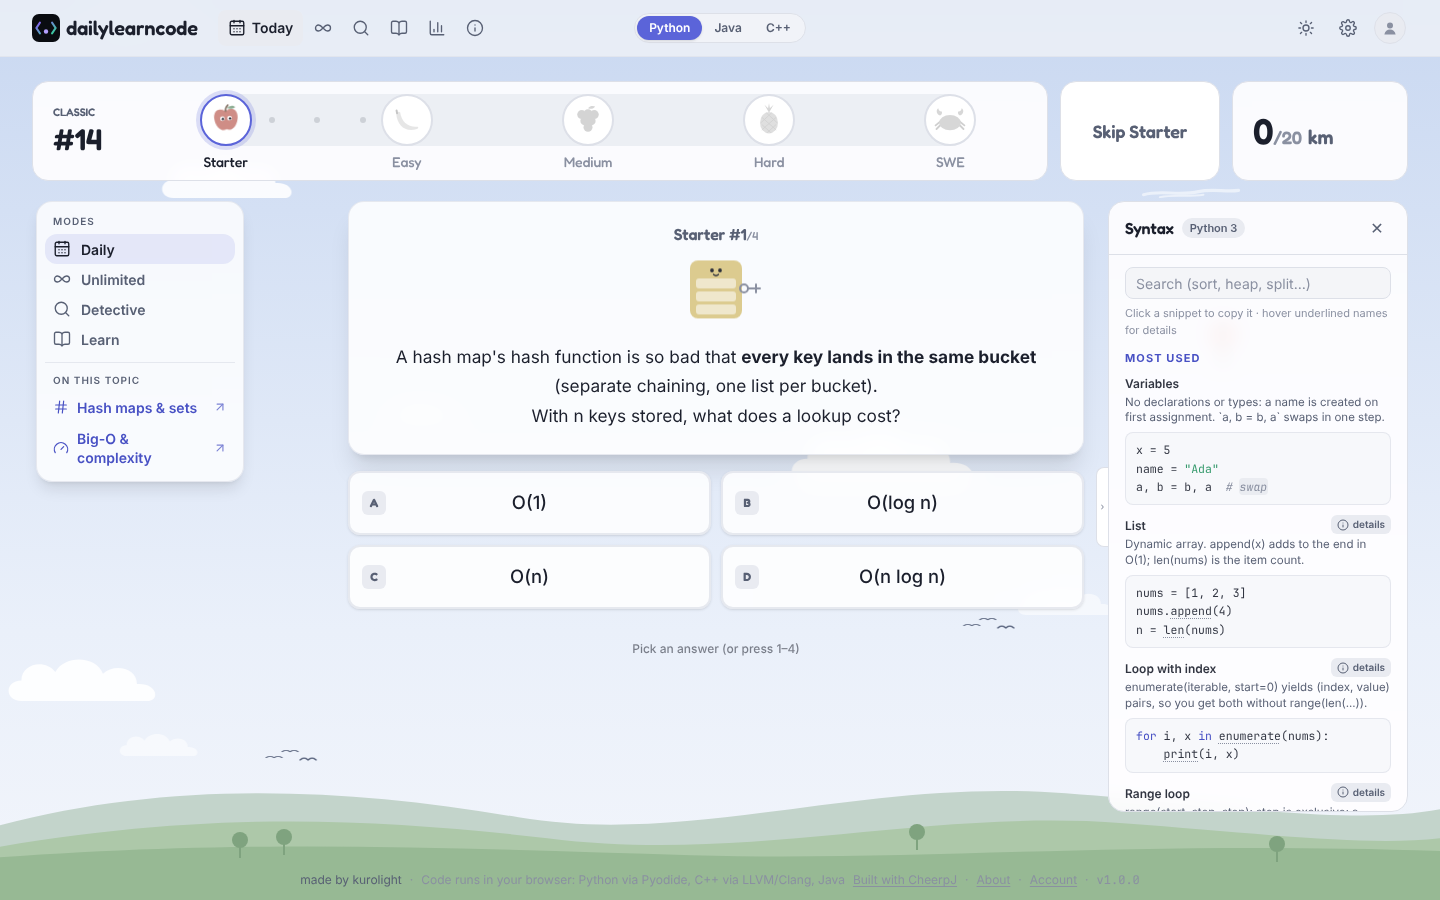 dailylearncode
Today
Python
Java
C++
CLASSIC
#14
Starter
Easy
Medium
Hard
SWE
Skip Starter
0/20 km
MODES
Daily
Unlimited
Detective
Learn
ON THIS TOPIC
Hash maps & sets
Big-O &
complexity
Starter #1/4
A hash map's hash function is so bad that every key lands in the same bucket
(separate chaining, one list per bucket).
With n keys stored, what does a lookup cost?
A O(1)
B O(log n)
C O(n)
D O(n log n)
Pick an answer (or press 1–4)
Syntax Python 3
Search (sort, heap, split…)
Click a snippet to copy it · hover underlined names
for details
MOST USED
Variables
No declarations or types: a name is created on
first assignment. `a, b = b, a` swaps in one step.
x = 5
name = "Ada"
a, b = b, a  # swap
List
details
Dynamic array. append(x) adds to the end in
O(1); len(nums) is the item count.
nums = [1, 2, 3]
nums.append(4)
n = len(nums)
Loop with index
details
enumerate(iterable, start=0) yields (index, value)
pairs, so you get both without range(len(…)).
for i, x in enumerate(nums):
    print(i, x)
Range loop
details
made by kurolight · Code runs in your browser: Python via Pyodide, C++ via LLVM/Clang, Java Built with CheerpJ · About · Account · v1.0.0